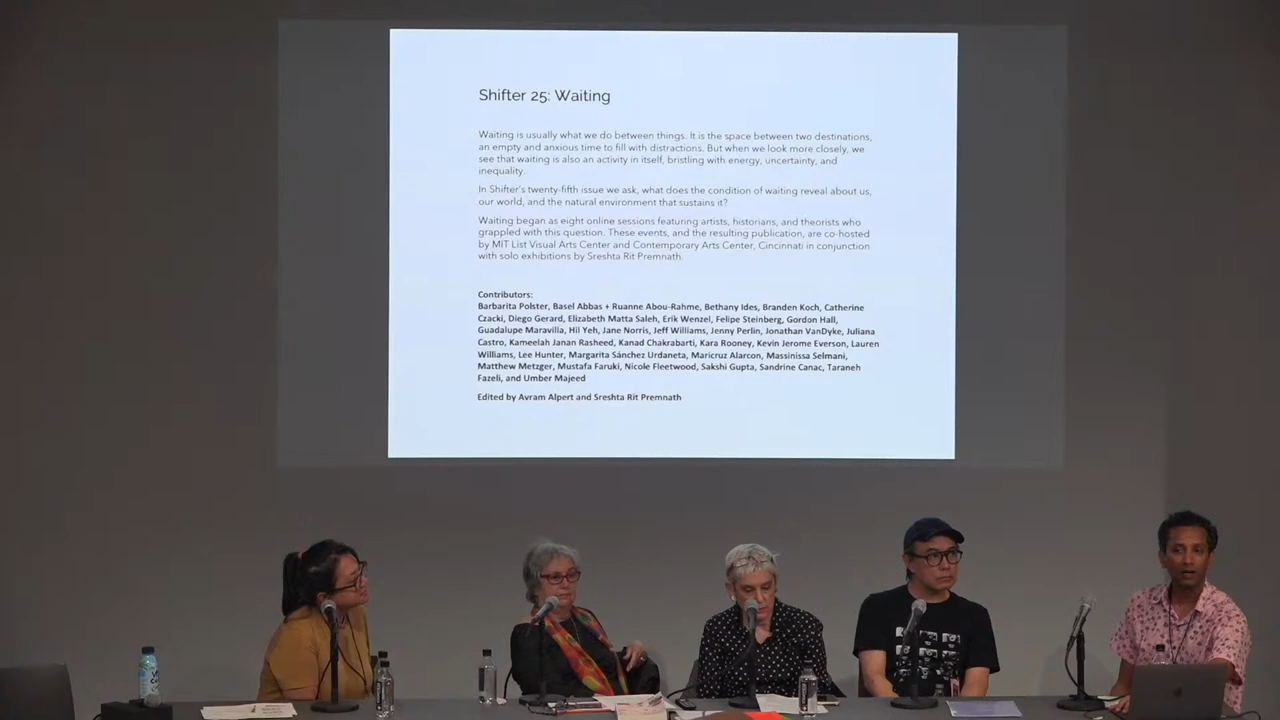 Shifter 25: Waiting
Waiting is usually what we do between things. It is the space between two destinations,
an empty and anxious time to fill with distractions. But when we look more closely, we
see that waiting is also an activity in itself, bristling with energy, uncertainty, and
inequality.
In Shifter's twenty-fifth issue we ask, what does the condition of waiting reveal about us,
our world, and the natural environment that sustains it?
Waiting began as eight online sessions featuring artists, historians, and theorists who
grappled with this question. These events, and the resulting publication, are co-hosted
by MIT List Visual Arts Center and Contemporary Arts Center, Cincinnati in conjunction
with solo exhibitions by Sreshta Rit Premnath.
Contributors:
Barbarita Polster, Basel Abbas + Ruanne Abou-Rahme, Bethany Ides, Branden Koch, Catherine
Czacki, Diego Gerard, Elizabeth Matta Saleh, Erik Wenzel, Felipe Steinberg, Gordon Hall,
Guadalupe Maravilla, Hil Yeh, Jane Norris, Jeff Williams, Jenny Perlin, Jonathan VanDyke, Juliana
Castro, Kameelah Janan Rasheed, Kanad Chakrabarti, Kara Rooney, Kevin Jerome Everson, Lauren
Williams, Lee Hunter, Margarita Sánchez Urdaneta, Maricruz Alarcon, Massinissa Selmani,
Matthew Metzger, Mustafa Faruki, Nicole Fleetwood, Sakshi Gupta, Sandrine Canac, Taraneh
Fazeli, and Umber Majeed
Edited by Avram Alpert and Sreshta Rit Premnath